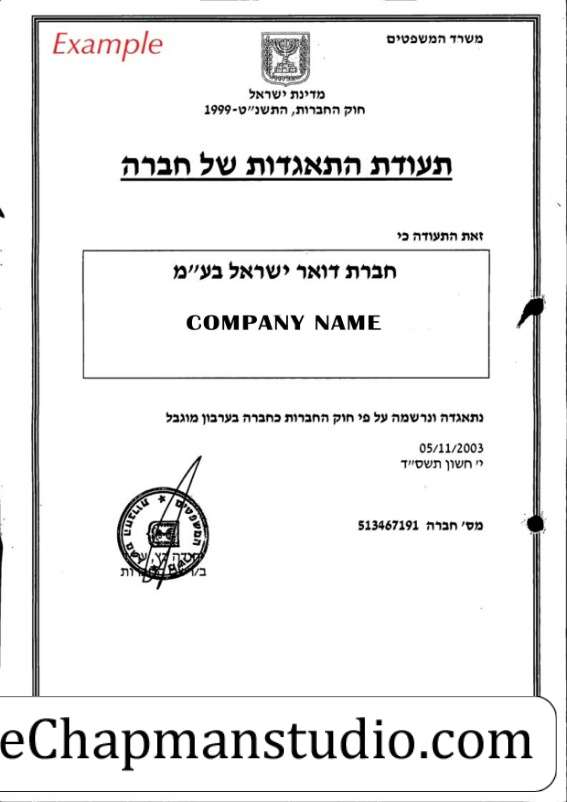 Example
משרד המשפטים
מדינת ישראל
חוק החברות, התשנ"ט-1999
תעודת התאגדות של חברה
זאת התעודה כי
חברת דואר ישראל בע"מ
COMPANY NAME
נתאגדה ונרשמה על פי חוק החברות כחברה בערבון מוגבל
05/11/2003
י' חשון תשס"ד
מס' חברה 513467191
eChapmanstudio.com